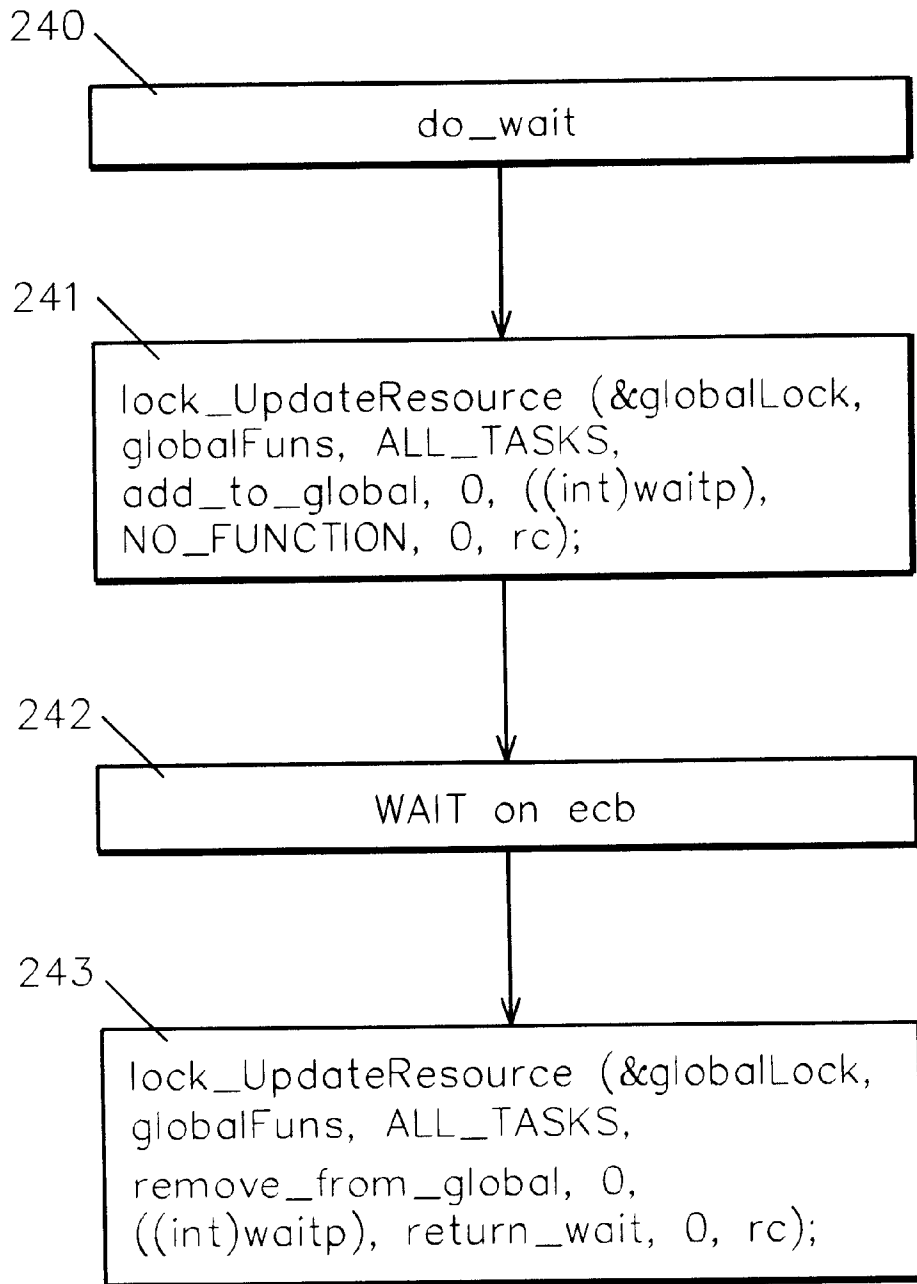 240
do_wait
241
lock_UpdateResource (&globalLock,
globalFuns, ALL_TASKS,
add_to_global, 0, ((int)waitp),
NO_FUNCTION, 0, rc);
242
WAIT on ecb
243
lock_UpdateResource (&globalLock,
globalFuns, ALL_TASKS,
remove_from_global, 0,
((int)waitp), return_wait, 0, rc);